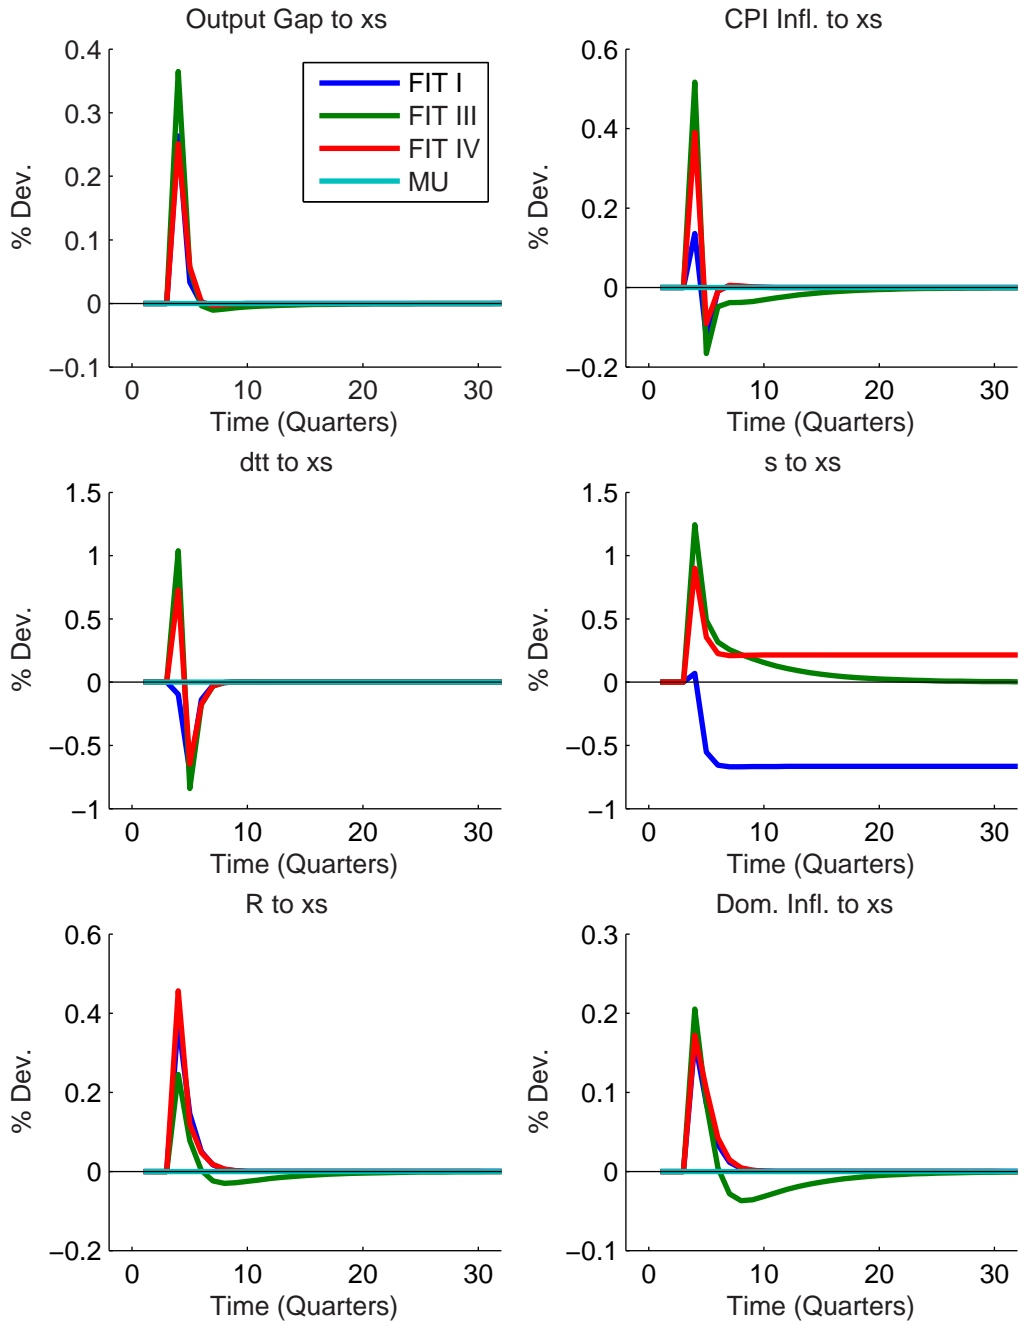 Output Gap to xs
0.4
0.3
0.2
0.1
0
−0.1
% Dev.
FIT I
FIT III
FIT IV
MU
0 10 20 30
Time (Quarters)
CPI Infl. to xs
0.6
0.4
0.2
0
−0.2
% Dev.
0 10 20 30
Time (Quarters)
dtt to xs
1.5
1
0.5
0
−0.5
−1
% Dev.
0 10 20 30
Time (Quarters)
s to xs
1.5
1
0.5
0
−0.5
−1
% Dev.
0 10 20 30
Time (Quarters)
R to xs
0.6
0.4
0.2
0
−0.2
% Dev.
0 10 20 30
Time (Quarters)
Dom. Infl. to xs
0.3
0.2
0.1
0
−0.1
% Dev.
0 10 20 30
Time (Quarters)